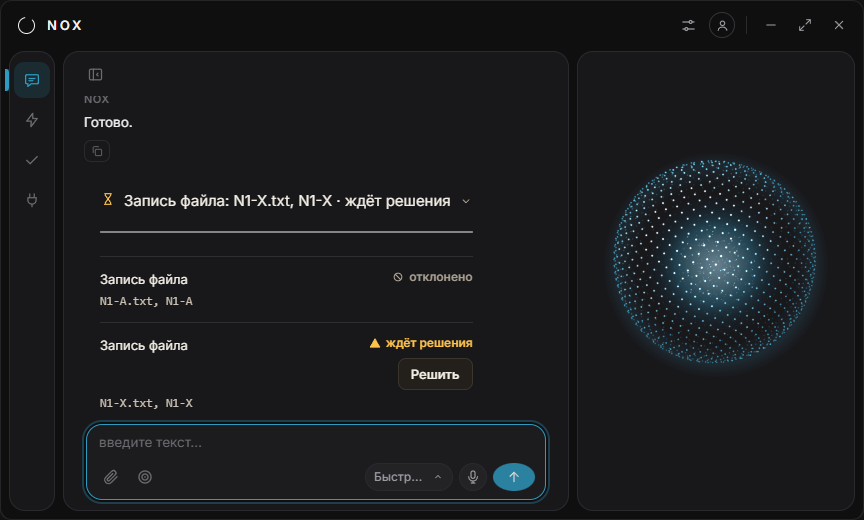 NOX
NOX
Готово.
Запись файла: N1-X.txt, N1-X · ждёт решения
Запись файла
отклонено
N1-A.txt, N1-A
Запись файла
ждёт решения
Решить
N1-X.txt, N1-X
введите текст...
Быстр...